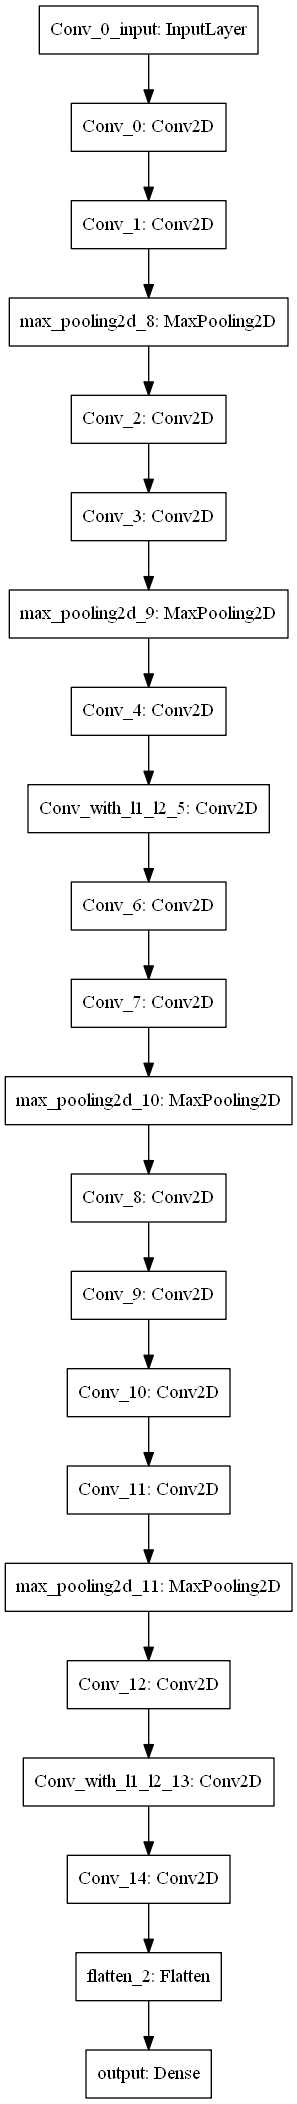 Conv_0_input: InputLayer
Conv_0: Conv2D
Conv_1: Conv2D
max_pooling2d_8: MaxPooling2D
Conv_2: Conv2D
Conv_3: Conv2D
max_pooling2d_9: MaxPooling2D
Conv_4: Conv2D
Conv_with_l1_l2_5: Conv2D
Conv_6: Conv2D
Conv_7: Conv2D
max_pooling2d_10: MaxPooling2D
Conv_8: Conv2D
Conv_9: Conv2D
Conv_10: Conv2D
Conv_11: Conv2D
max_pooling2d_11: MaxPooling2D
Conv_12: Conv2D
Conv_with_l1_l2_13: Conv2D
Conv_14: Conv2D
flatten_2: Flatten
output: Dense